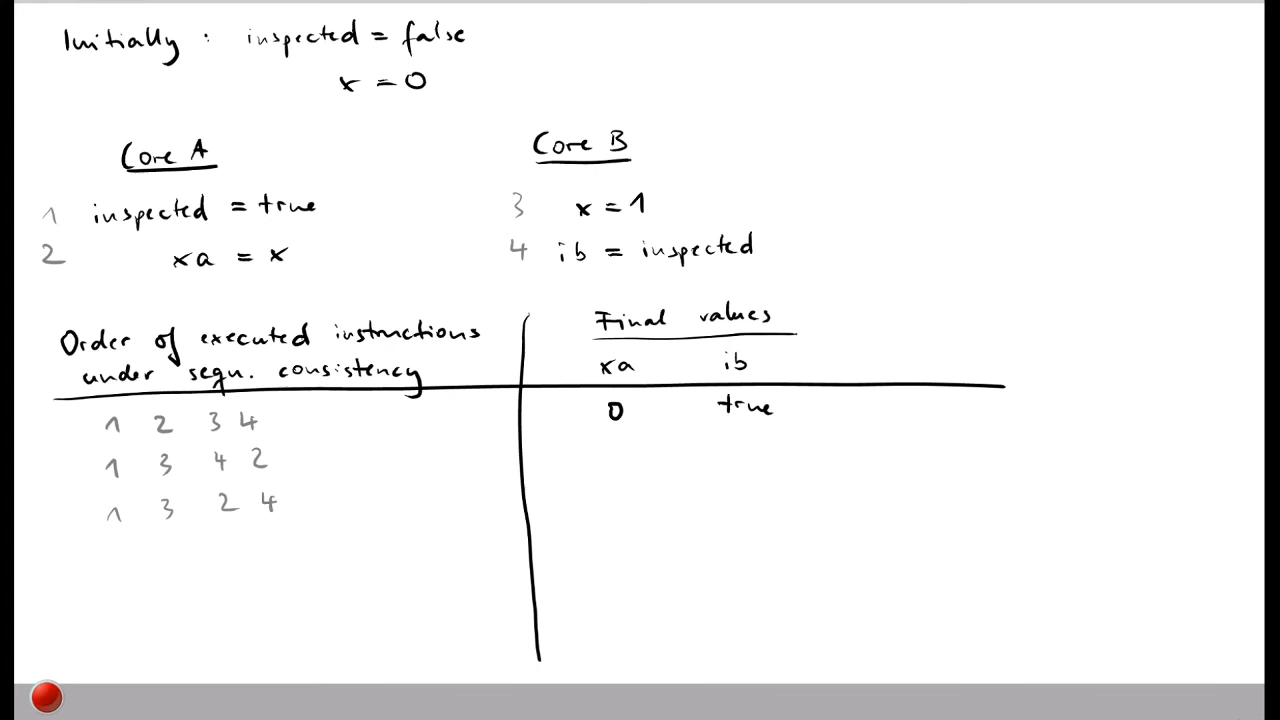 Initially : inspected = false
x = 0
Core A
Core B
1 inspected = true
3 x = 1
2 xa = x
4 ib = inspected
Order of executed instructions
under sequ. consistency
Final values
xa ib
1 2 3 4
0 true
1 3 4 2
1 3 2 4